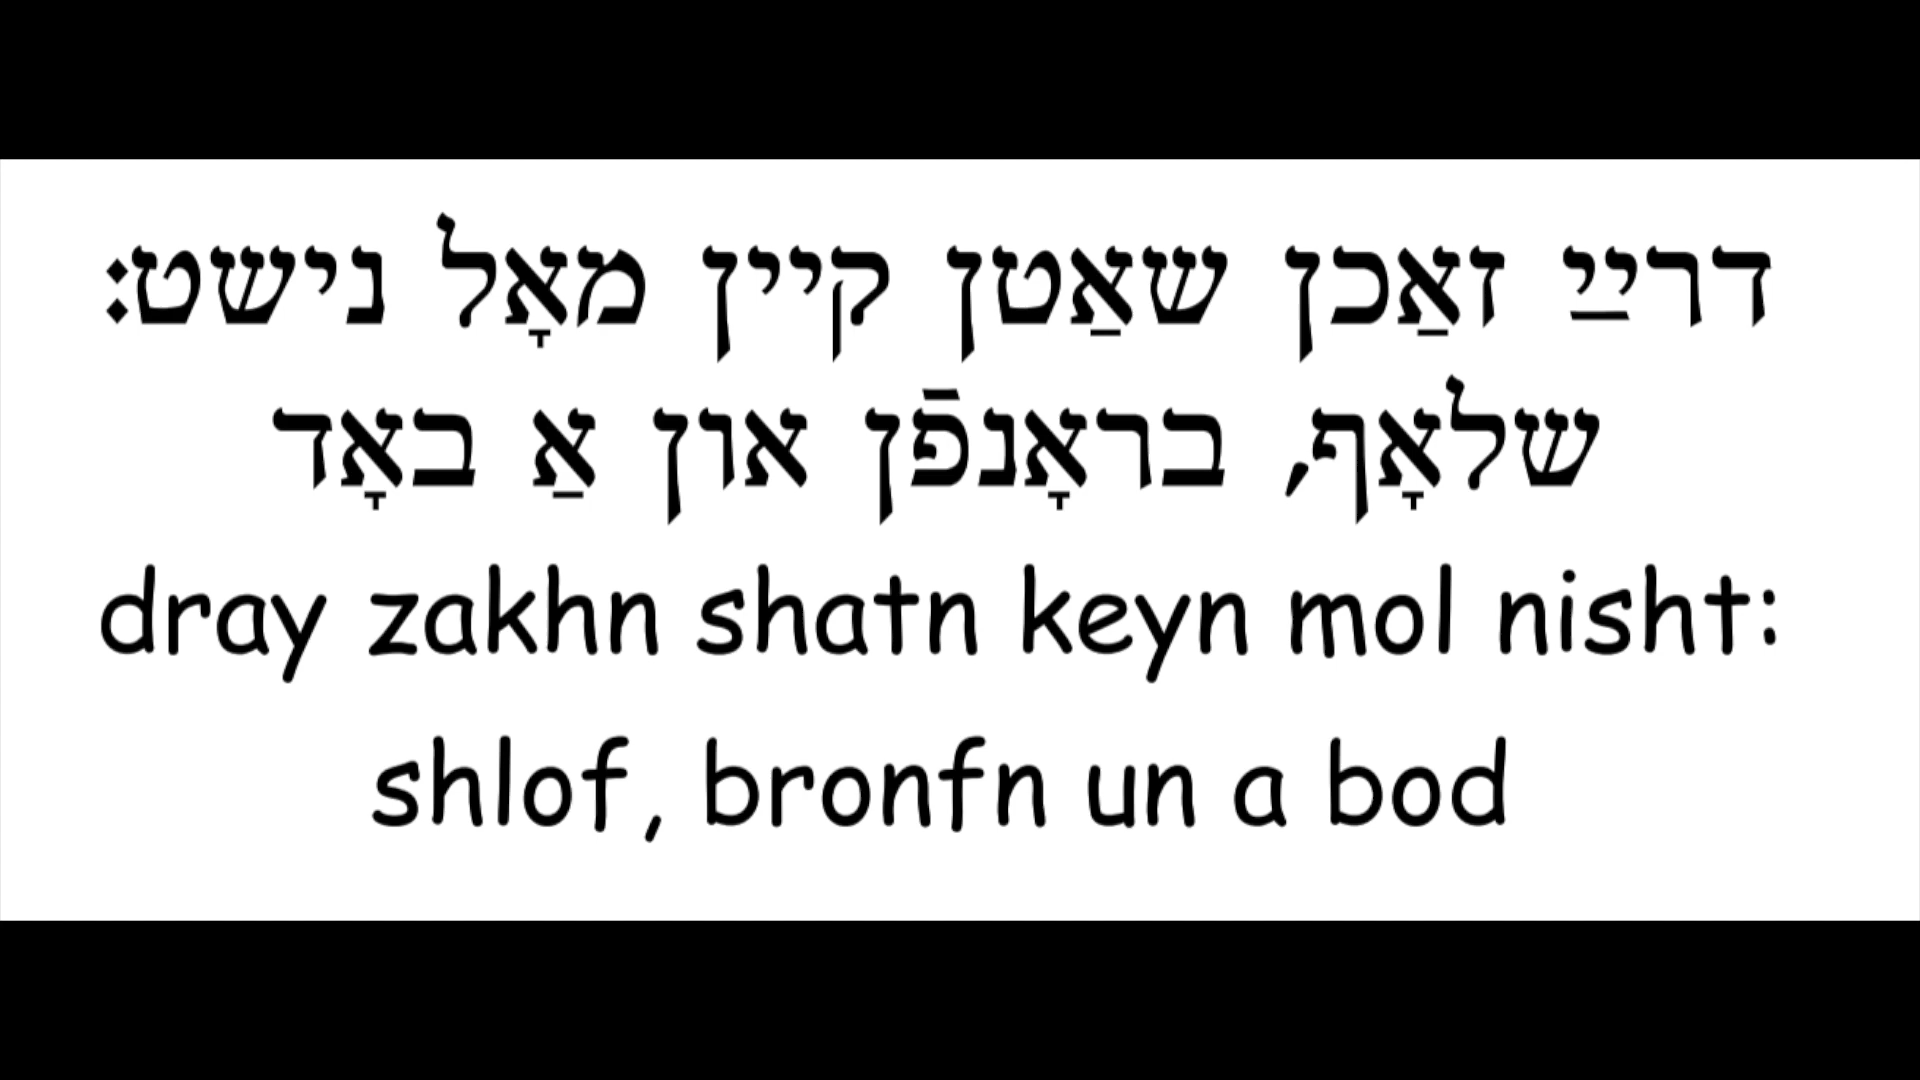 דרײַ זאַכן שאַטן קיין מאָל נישט:
שלאָף, בראָנפֿן און אַ באָד
dray zakhn shatn keyn mol nisht:
shlof, bronfn un a bod